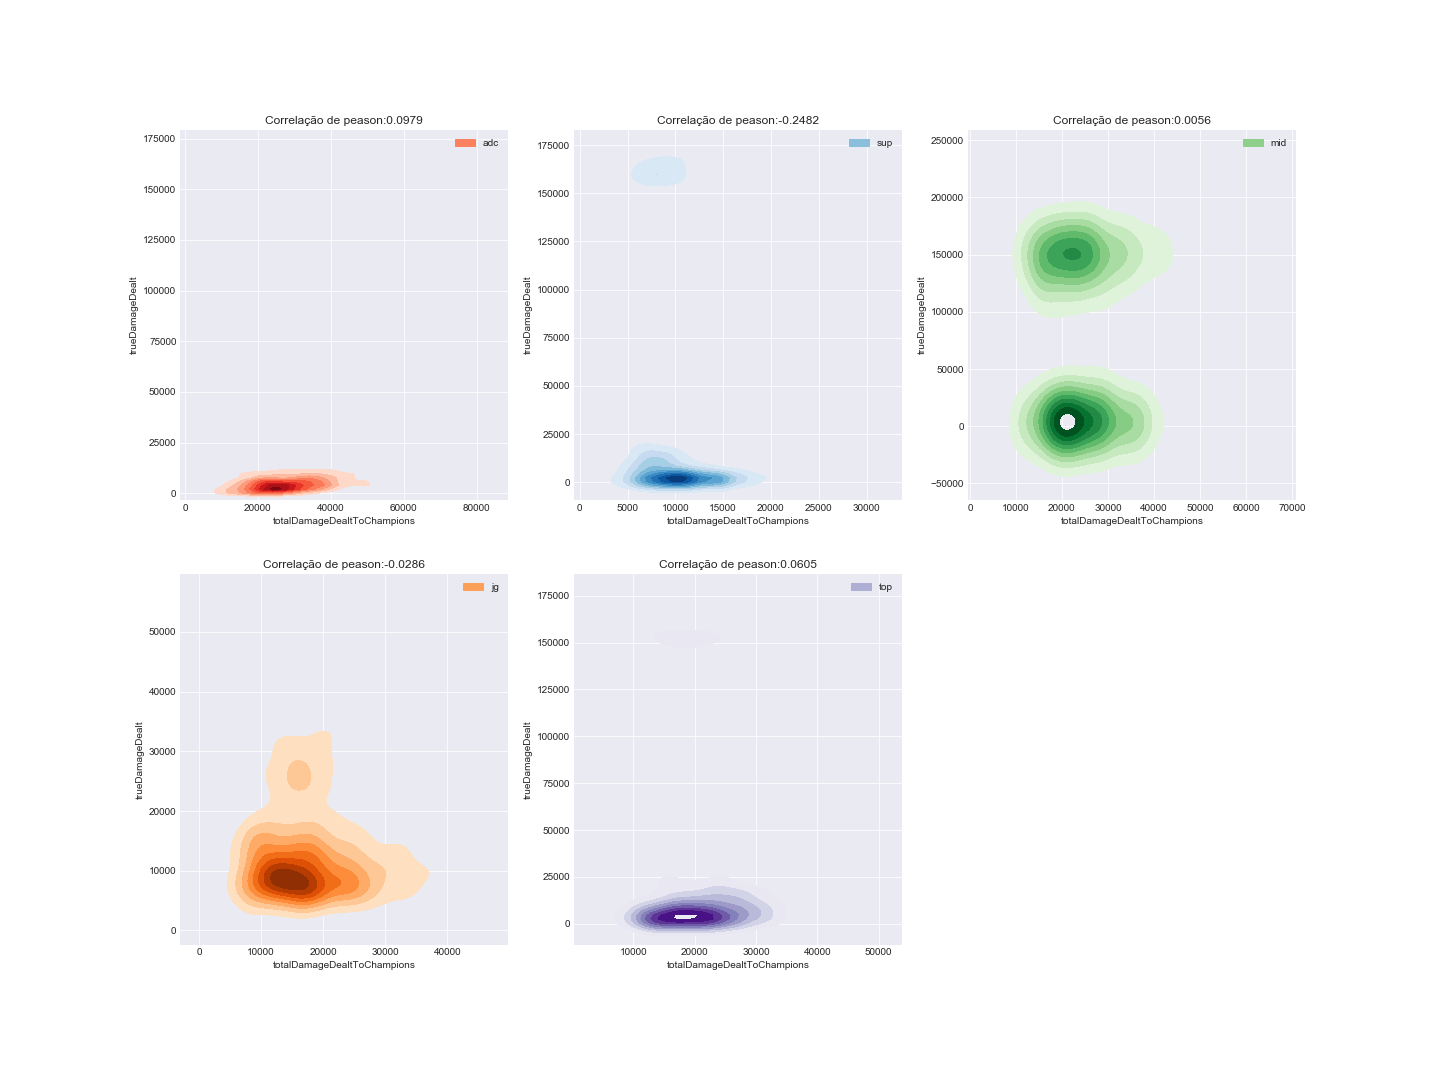 Correlação de peason:0.0979
adc
175000
150000
125000
100000
75000
50000
25000
0
trueDamageDealt
0 20000 40000 60000 80000
totalDamageDealtToChampions
Correlação de peason:-0.2482
sup
175000
150000
125000
100000
75000
50000
25000
0
trueDamageDealt
0 5000 10000 15000 20000 25000 30000
totalDamageDealtToChampions
Correlação de peason:0.0056
mid
250000
200000
150000
100000
50000
0
−50000
trueDamageDealt
0 10000 20000 30000 40000 50000 60000 70000
totalDamageDealtToChampions
Correlação de peason:-0.0286
jg
50000
40000
30000
20000
10000
0
trueDamageDealt
0 10000 20000 30000 40000
totalDamageDealtToChampions
Correlação de peason:0.0605
top
175000
150000
125000
100000
75000
50000
25000
0
trueDamageDealt
10000 20000 30000 40000 50000
totalDamageDealtToChampions